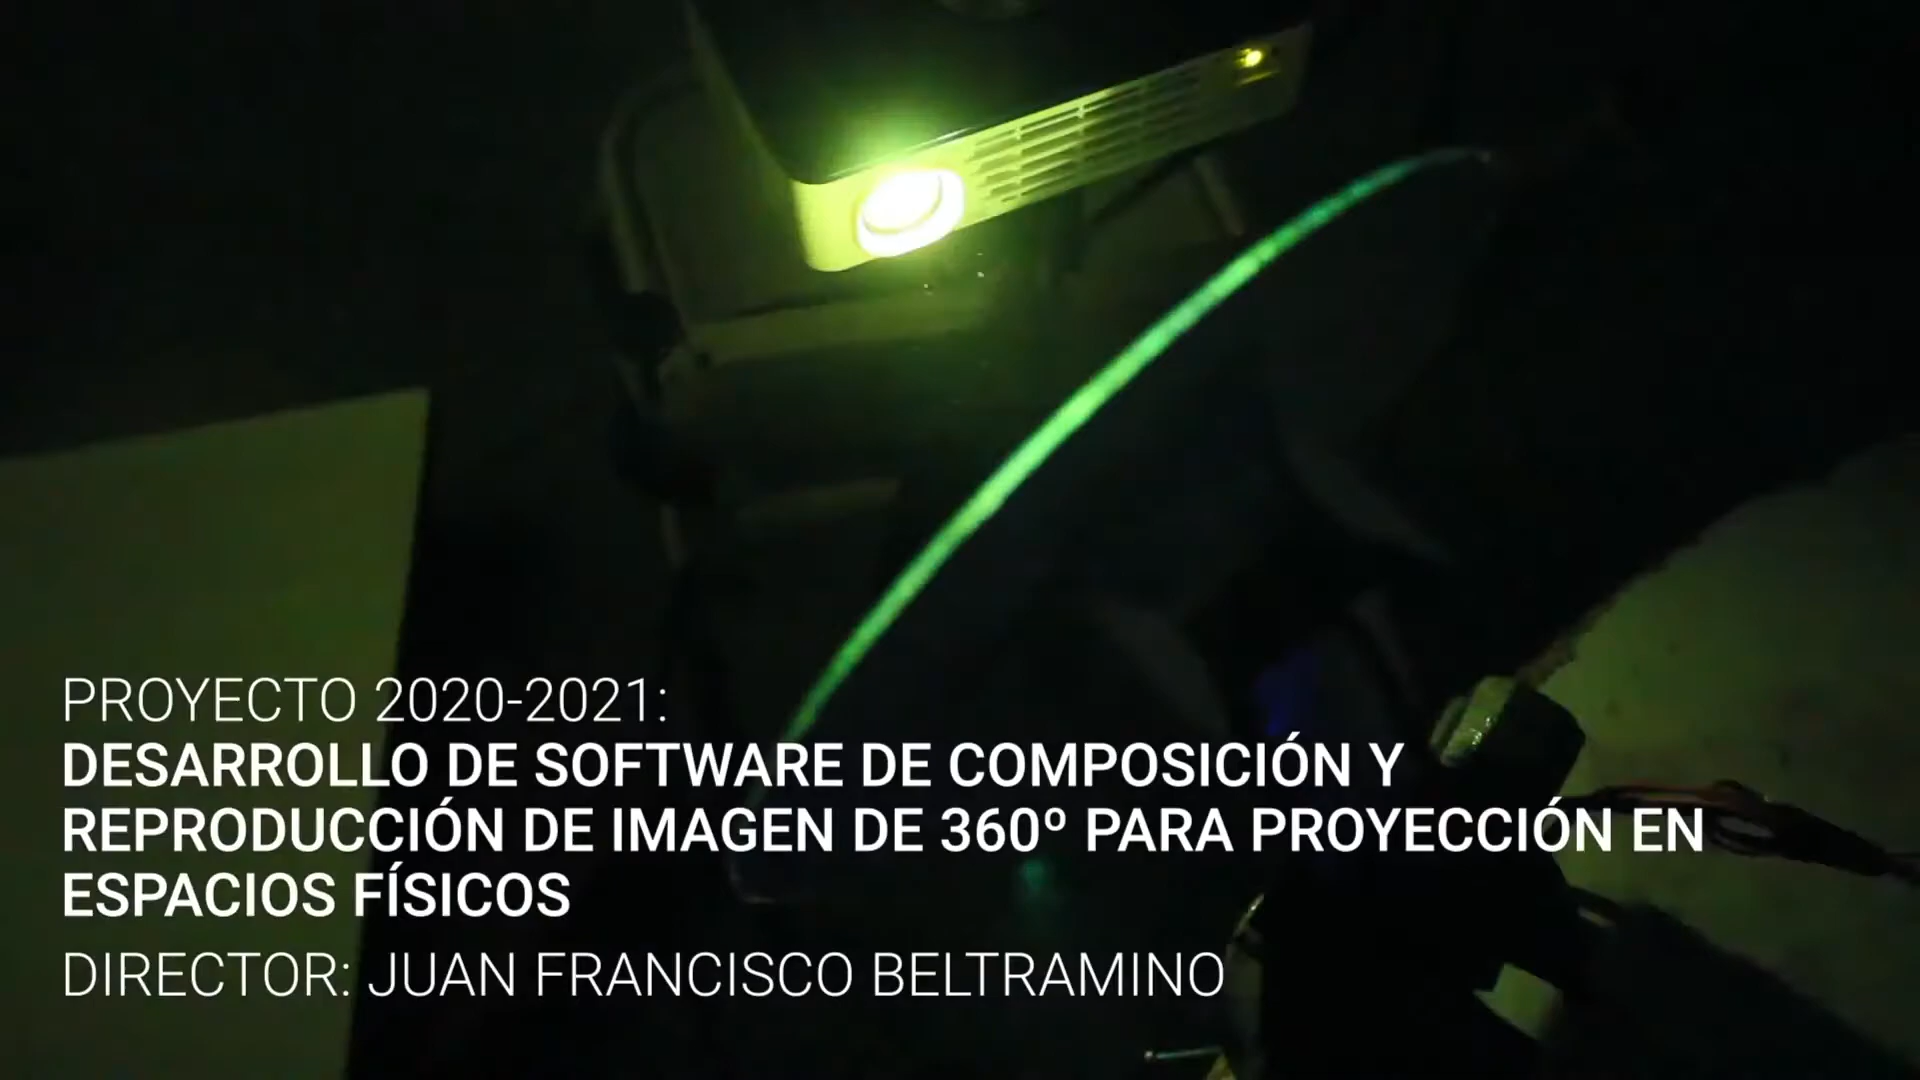 PROYECTO 2020-2021:
DESARROLLO DE SOFTWARE DE COMPOSICIÓN Y
REPRODUCCIÓN DE IMAGEN DE 360º PARA PROYECCIÓN EN
ESPACIOS FÍSICOS
DIRECTOR: JUAN FRANCISCO BELTRAMINO